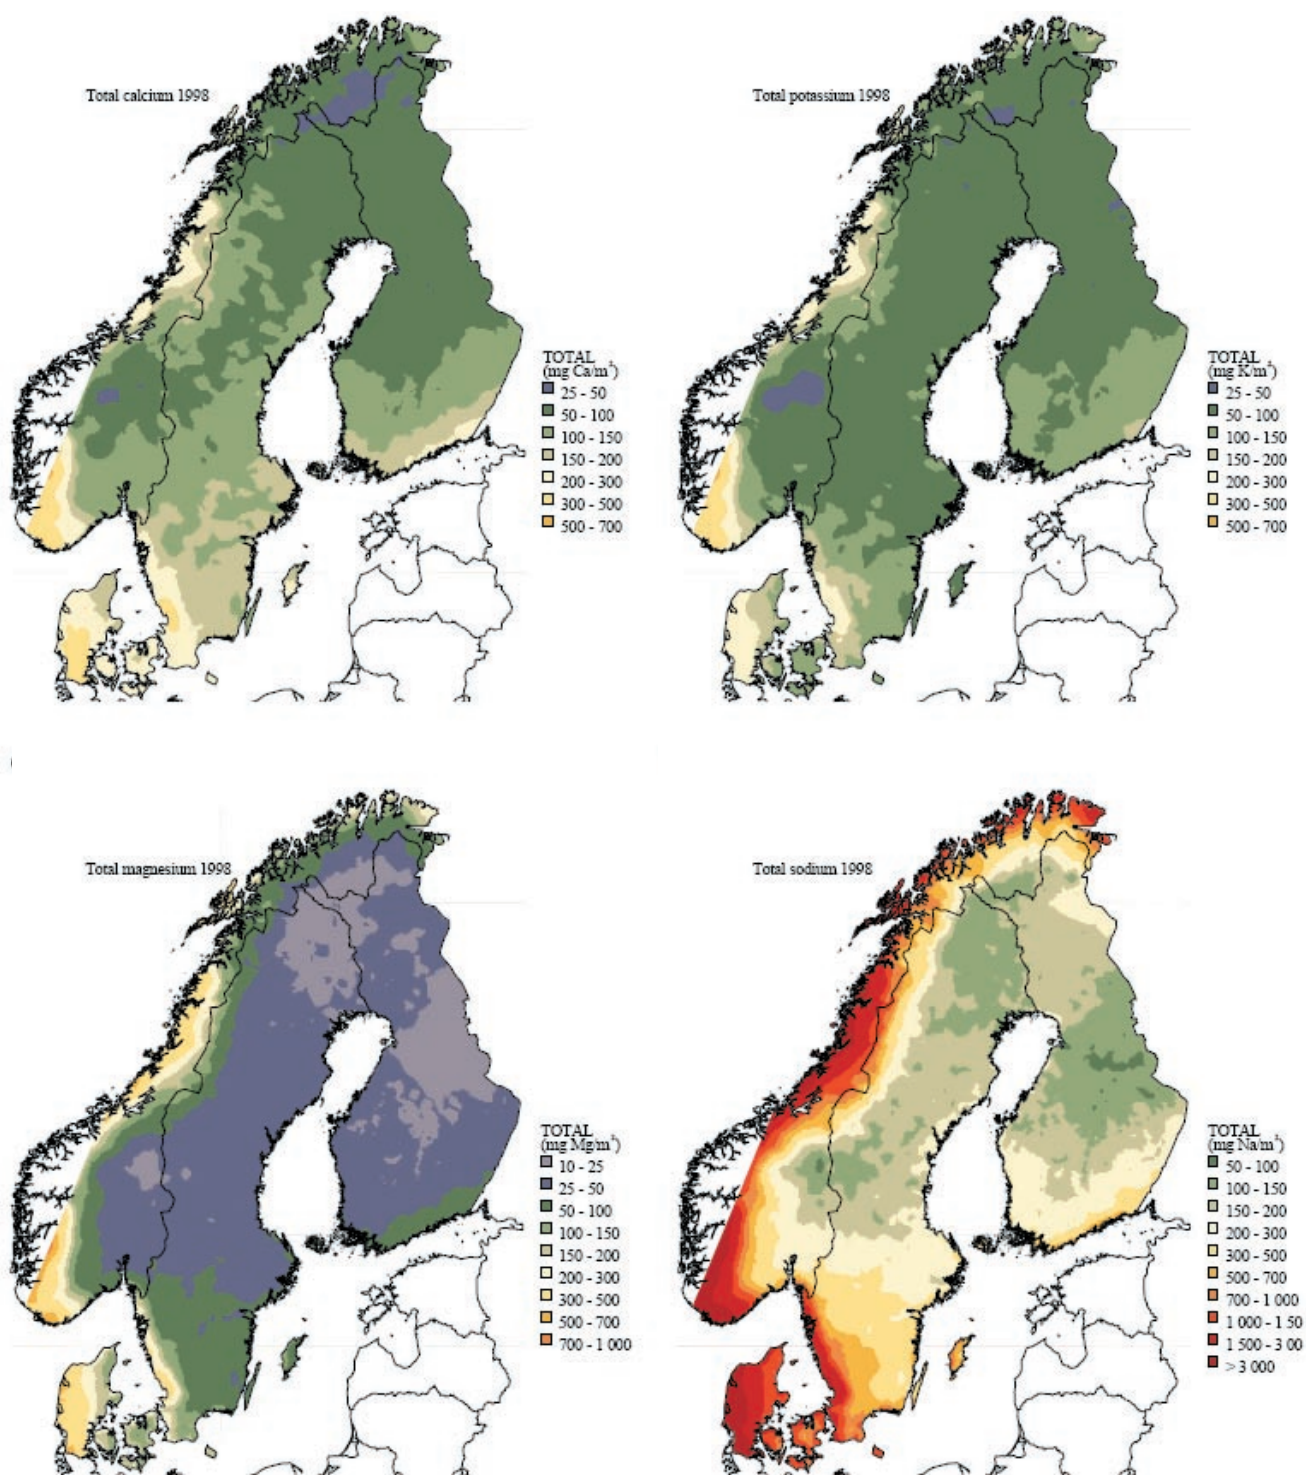 Total calcium 1998
TOTAL
(mg Ca/m²)
25 - 50
50 - 100
100 - 150
150 - 200
200 - 300
300 - 500
500 - 700
Total potassium 1998
TOTAL
(mg K/m²)
25 - 50
50 - 100
100 - 150
150 - 200
200 - 300
300 - 500
500 - 700
Total magnesium 1998
TOTAL
(mg Mg/m²)
10 - 25
25 - 50
50 - 100
100 - 150
150 - 200
200 - 300
300 - 500
500 - 700
700 - 1 000
Total sodium 1998
TOTAL
(mg Na/m²)
50 - 100
100 - 150
150 - 200
200 - 300
300 - 500
500 - 700
700 - 1 000
1 000 - 1 50
1 500 - 3 00
> 3 000